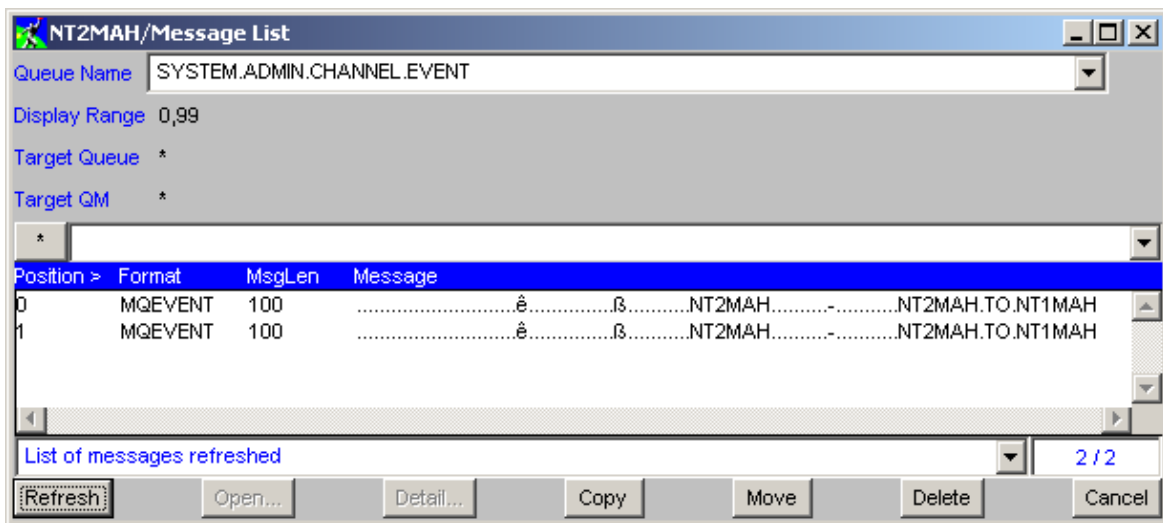 NT2MAH/Message List
Queue Name SYSTEM.ADMIN.CHANNEL.EVENT
Display Range 0,99
Target Queue *
Target QM *
*
Position > Format MsgLen Message
0 MQEVENT 100 ............................ê................ß...........NT2MAH..........-...........NT2MAH.TO.NT1MAH
1 MQEVENT 100 ............................ê................ß...........NT2MAH..........-...........NT2MAH.TO.NT1MAH
List of messages refreshed 2 / 2
Refresh Open... Detail... Copy Move Delete Cancel